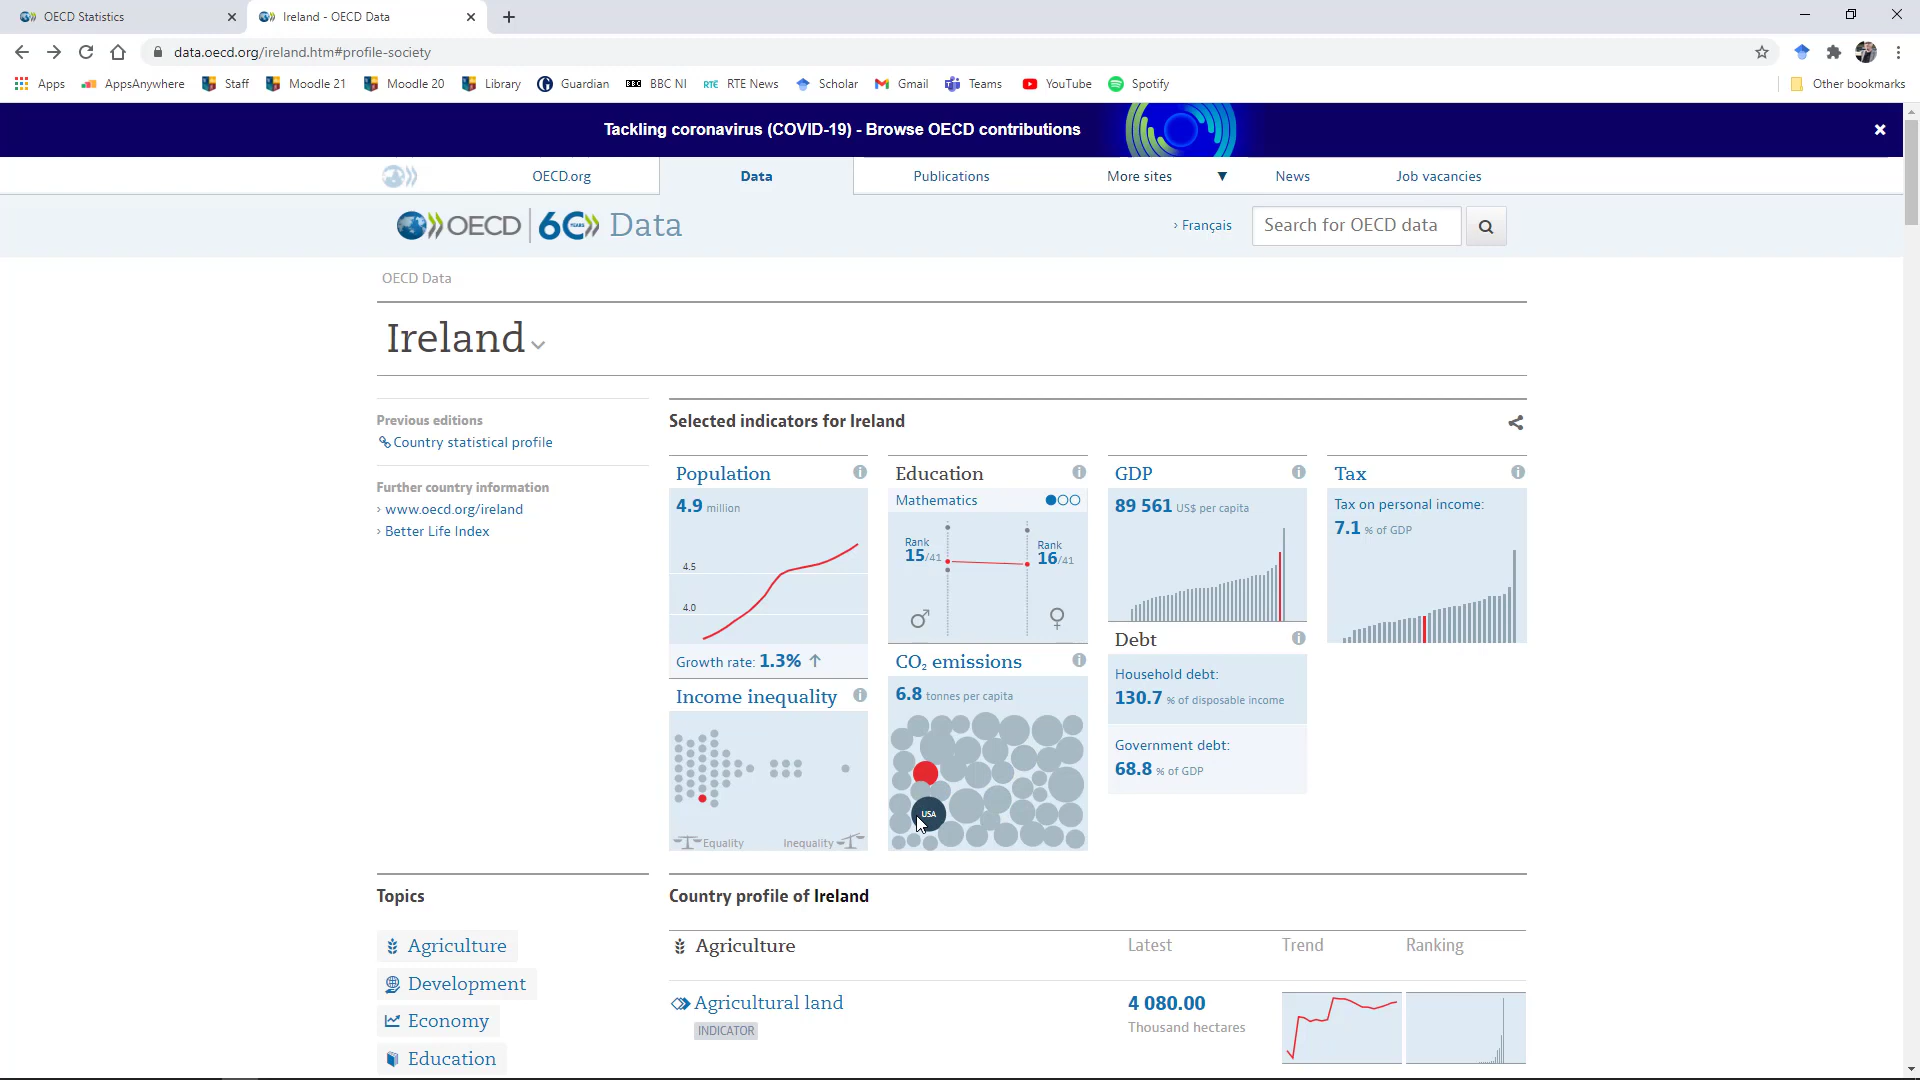 OECD Statistics
Ireland - OECD Data
data.oecd.org/ireland.htm#profile-society
Apps
AppsAnywhere
Staff
Moodle 21
Moodle 20
Library
Guardian
BBC BBC NI
RTE RTE News
Scholar
Gmail
Teams
YouTube
Spotify
Other bookmarks
Tackling coronavirus (COVID-19) - Browse OECD contributions
OECD.org
Data
Publications
More sites ▼
News
Job vacancies
OECD 60 YEARS Data
› Français
Search for OECD data
OECD Data
Ireland
Previous editions
Country statistical profile
Further country information
› www.oecd.org/ireland
› Better Life Index
Selected indicators for Ireland
Population
4.9 million
4.5
4.0
Growth rate: 1.3% ↑
Income inequality
Equality
Inequality
Education
Mathematics
Rank
15/41
Rank
16/41
♂
♀
CO₂ emissions
6.8 tonnes per capita
USA
GDP
89 561 US$ per capita
Debt
Household debt:
130.7 % of disposable income
Government debt:
68.8 % of GDP
Tax
Tax on personal income:
7.1 % of GDP
Topics
Agriculture
Development
Economy
Education
Country profile of Ireland
Agriculture
Latest
Trend
Ranking
Agricultural land
INDICATOR
4 080.00
Thousand hectares